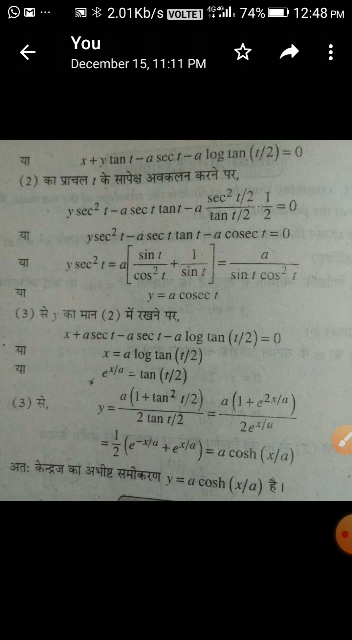 2.01Kb/s VOLTE 4G 74% 12:48 PM
You
December 15, 11:11 PM
या x + y tan t – a sec t – a log tan (t/2) = 0
(2) का प्राचल t के सापेक्ष अवकलन करने पर,
y sec² t – a sec t tan t – a (sec² t/2)/(tan t/2) · 1/2 = 0
या y sec² t – a sec t tan t – a cosec t = 0
या y sec² t = a[sin t/cos² t + 1/sin t] = a/(sin t cos² t)
या y = a cosec t
(3) से y का मान (2) में रखने पर,
x + a sec t – a sec t – a log tan (t/2) = 0
या x = a log tan (t/2)
या e^{x/a} = tan (t/2)
(3) से, y = a(1 + tan² t/2)/(2 tan t/2) = a(1 + e^{2x/a})/(2e^{x/a})
= 1/2 (e^{-x/a} + e^{x/a}) = a cosh (x/a)
अतः केन्द्रज का अभीष्ट समीकरण y = a cosh (x/a) है।